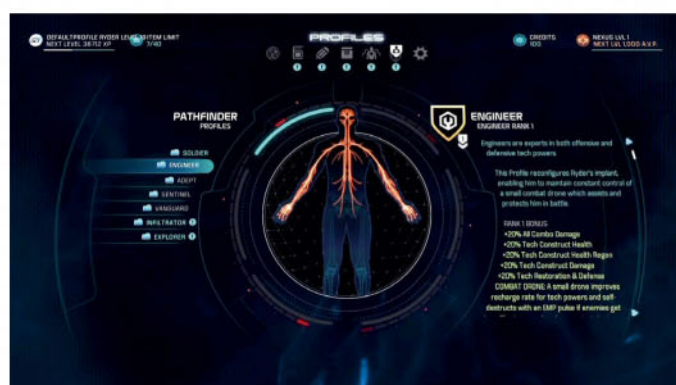 PROFILES
DEFAULTPROFILE RYDER
ITEM LIMIT
NEXT LEVEL 38712 XP
7/40
CREDITS
100
NEXUS LVL 1
NEXT LVL 1,000 A.V.P.
PATHFINDER
PROFILES
SOLDIER
ENGINEER
ADEPT
SENTINEL
VANGUARD
INFILTRATOR
EXPLORER
ENGINEER
ENGINEER RANK 1
Engineers are experts in both offensive and
defensive tech powers.
This Profile reconfigures Ryder's implant,
enabling him to maintain constant control of
a small combat drone which assists and
protects him in battle.
RANK 1 BONUS
+20% All Combo Damage
+20% Tech Construct Health
+20% Tech Construct Health Regen
+20% Tech Construct Damage
+20% Tech Restoration & Defense
COMBAT DRONE: A small drone improves
recharge rate for tech powers and self-
destructs with an EMP pulse if enemies get